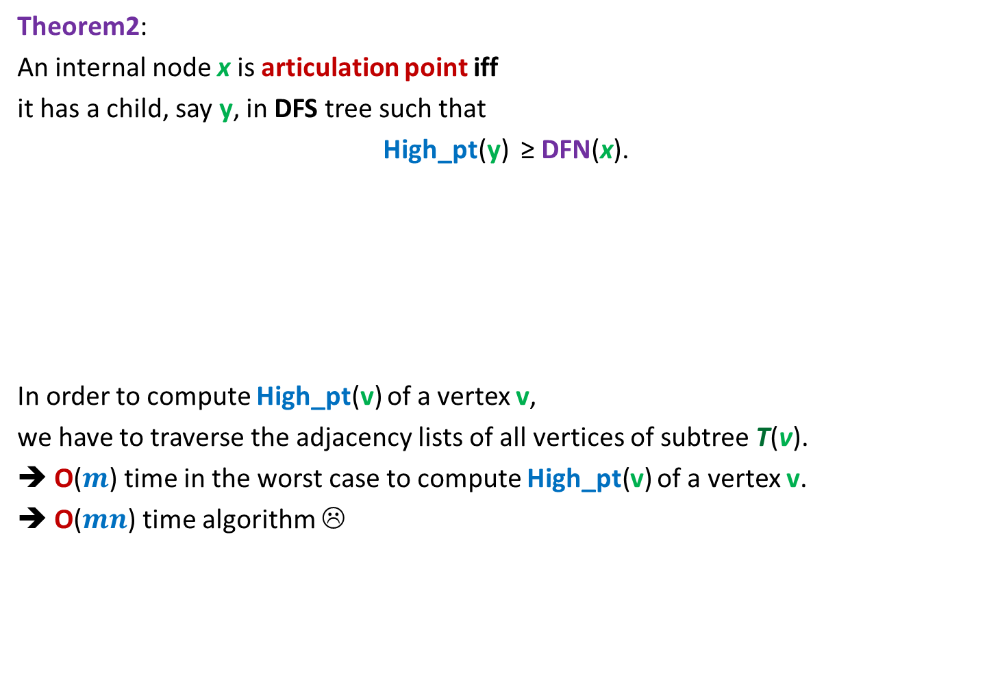 Theorem2:
An internal node x is articulation point iff
it has a child, say y, in DFS tree such that
High_pt(y) ≥ DFN(x).
In order to compute High_pt(v) of a vertex v,
we have to traverse the adjacency lists of all vertices of subtree T(v).
➔ O(m) time in the worst case to compute High_pt(v) of a vertex v.
➔ O(mn) time algorithm ☹